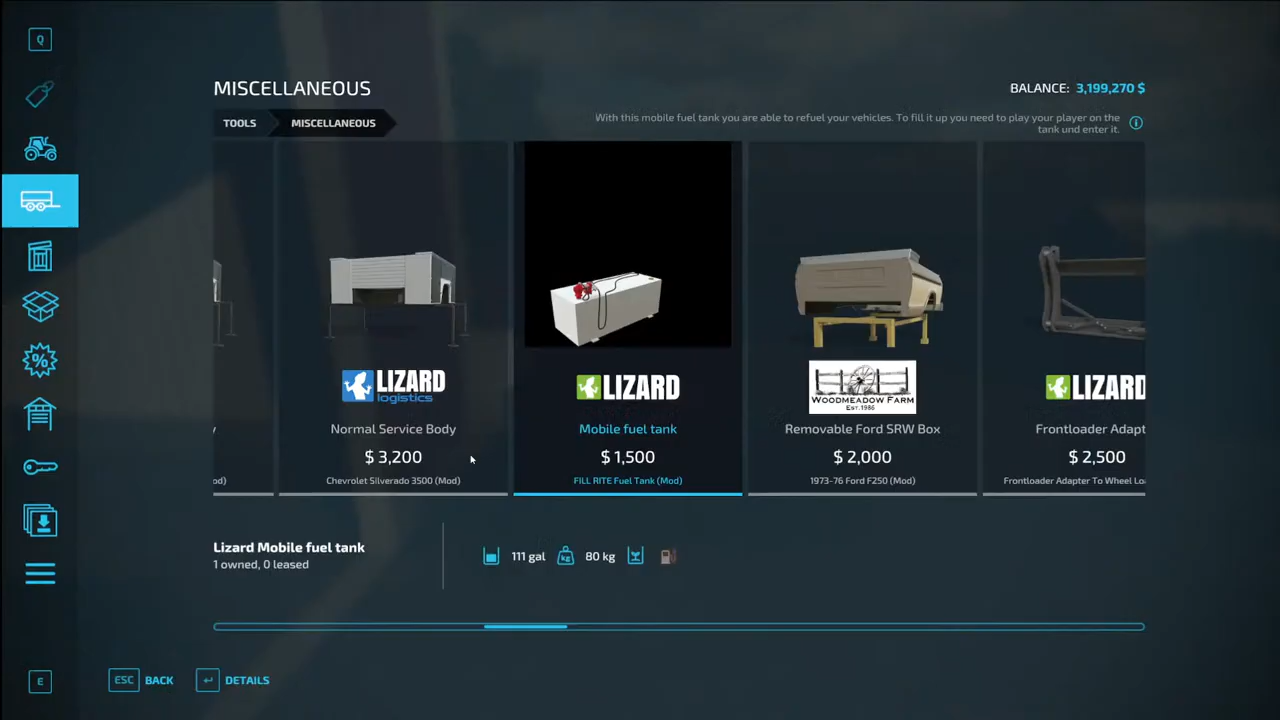 Q
MISCELLANEOUS
BALANCE: 3,199,270 $
TOOLS
MISCELLANEOUS
With this mobile fuel tank you are able to refuel your vehicles. To fill it up you need to play your player on the
tank und enter it.
LIZARD
logistics
Normal Service Body
$ 3,200
Chevrolet Silverado 3500 (Mod)
LIZARD
Mobile fuel tank
$ 1,500
FILL RITE Fuel Tank (Mod)
WOODMEADOW FARM
EST. 1986
Removable Ford SRW Box
$ 2,000
1973-76 Ford F250 (Mod)
LIZARD
Frontloader Adapt
$ 2,500
Frontloader Adapter To Wheel Lo
Lizard Mobile fuel tank
1 owned, 0 leased
111 gal
kg
80 kg
E
ESC BACK
DETAILS